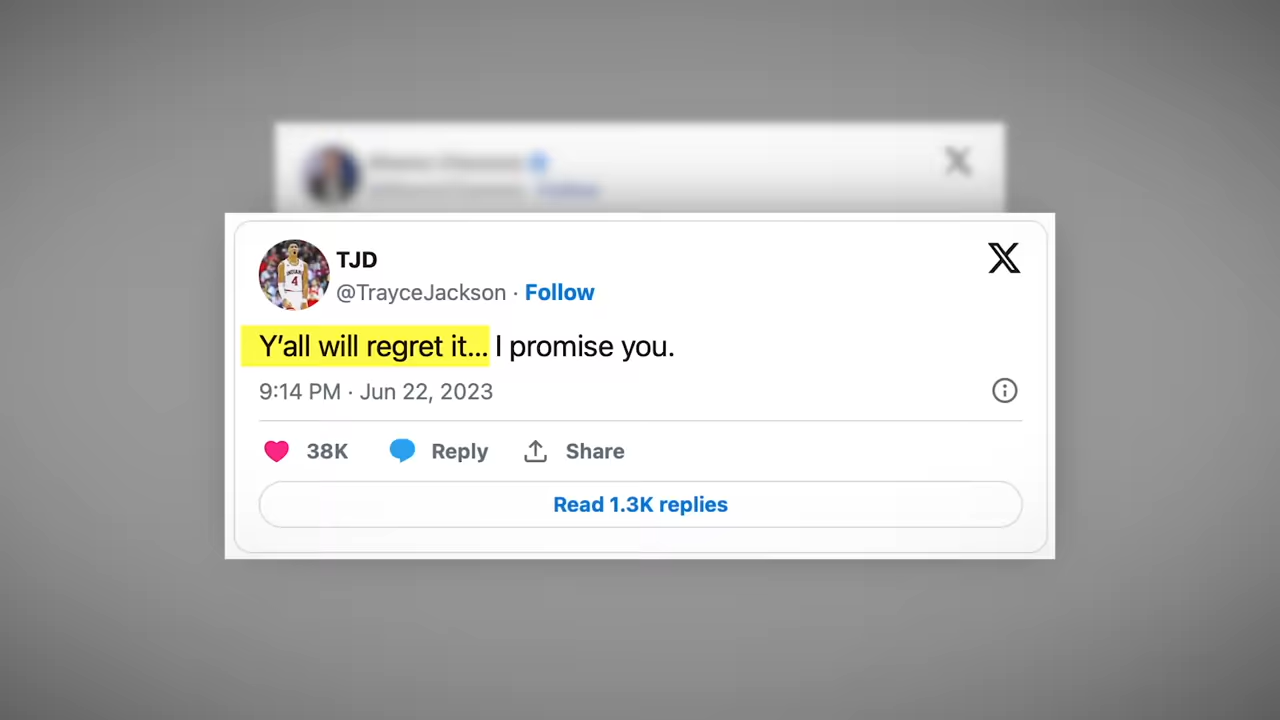 TJD
@TrayceJackson · Follow
Y’all will regret it... I promise you.
9:14 PM · Jun 22, 2023
38K Reply Share
Read 1.3K replies